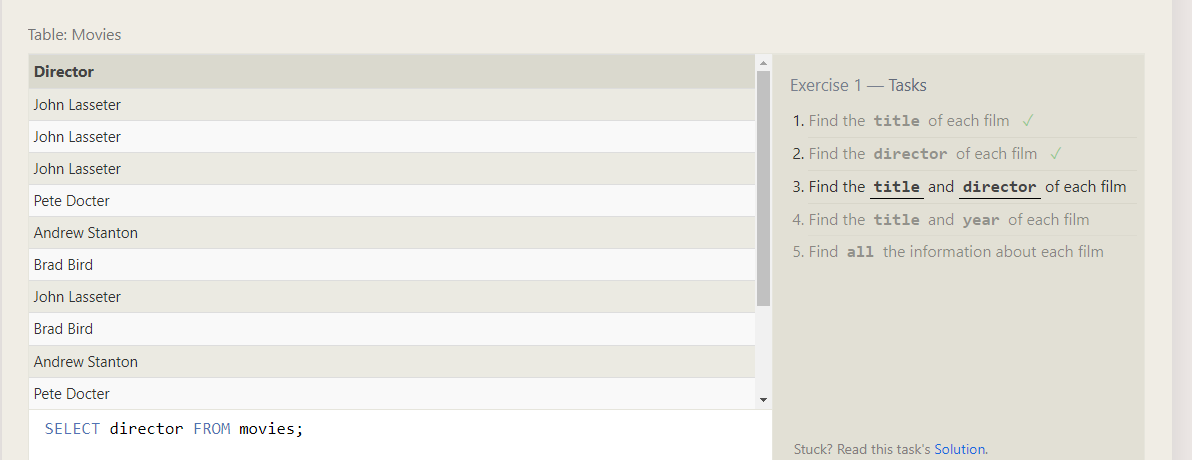 Table: Movies
Director
John Lasseter
John Lasseter
John Lasseter
Pete Docter
Andrew Stanton
Brad Bird
John Lasseter
Brad Bird
Andrew Stanton
Pete Docter
SELECT director FROM movies;
Exercise 1 — Tasks
1. Find the title of each film ✓
2. Find the director of each film ✓
3. Find the title and director of each film
4. Find the title and year of each film
5. Find all the information about each film
Stuck? Read this task's Solution.